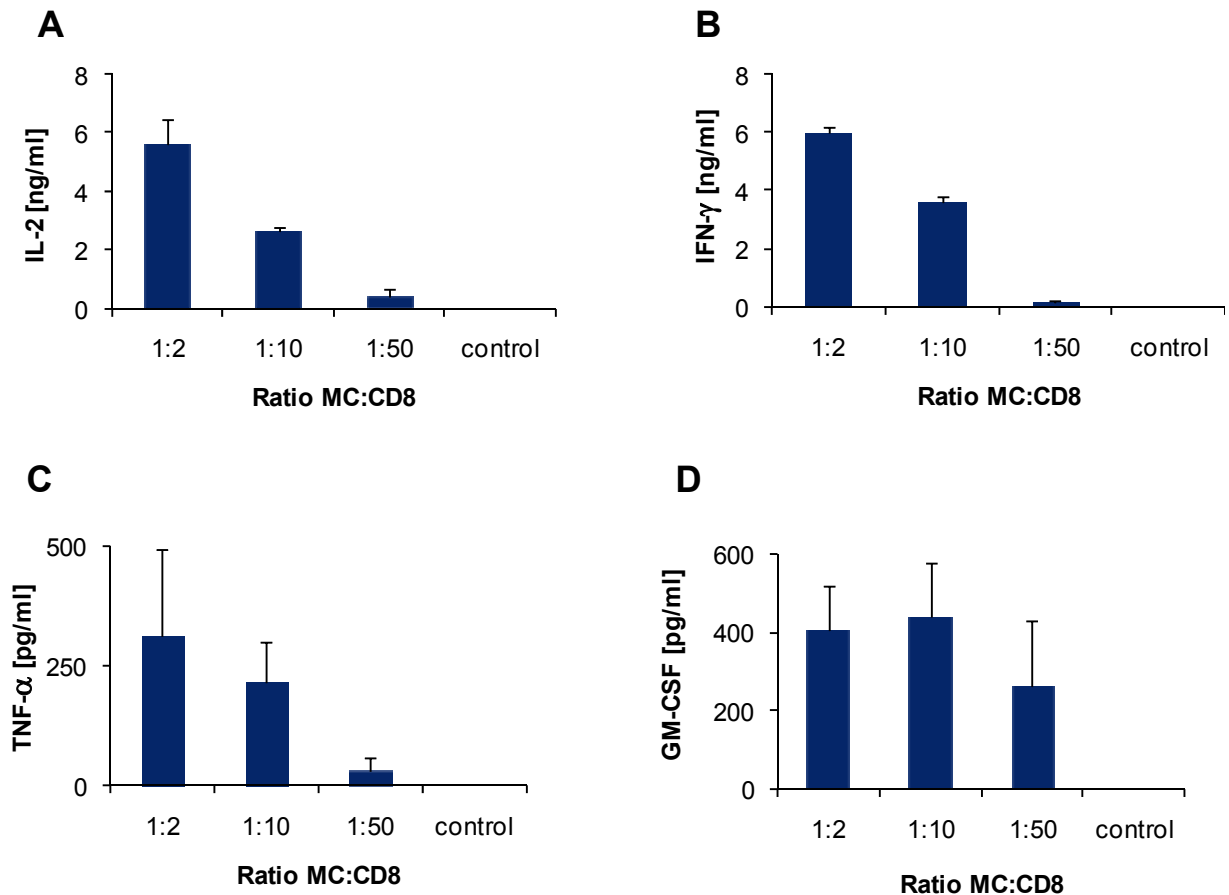 A
IL-2 [ng/ml]
8
6
4
2
0
1:2 1:10 1:50 control
Ratio MC:CD8
B
IFN-γ [ng/ml]
8
6
4
2
0
1:2 1:10 1:50 control
Ratio MC:CD8
C
TNF-α [pg/ml]
500
250
0
1:2 1:10 1:50 control
Ratio MC:CD8
D
GM-CSF [pg/ml]
600
400
200
0
1:2 1:10 1:50 control
Ratio MC:CD8